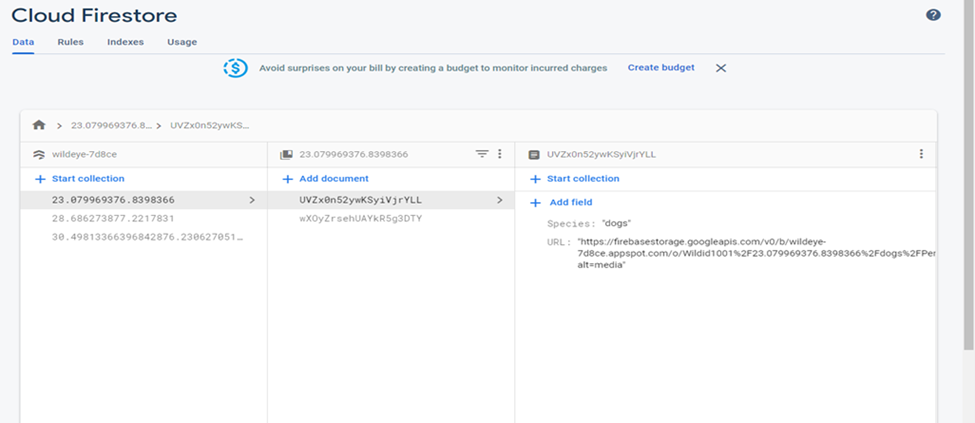 Cloud Firestore
Data Rules Indexes Usage
Avoid surprises on your bill by creating a budget to monitor incurred charges Create budget
23.079969376.8... > UVZx0n52ywKS...
wildeye-7d8ce
Start collection
23.079969376.8398366
28.686273877.2217831
30.49813366396842876.230627051...
23.079969376.8398366
Add document
UVZx0n52ywKSyiVjrYLL
wXOyZrsehUAYkR5g3DTY
UVZx0n52ywKSyiVjrYLL
Start collection
Add field
Species: "dogs"
URL: "https://firebasestorage.googleapis.com/v0/b/wildeye-
7d8ce.appspot.com/o/Wildid1001%2F23.079969376.8398366%2Fdogs%2FPer
alt=media"